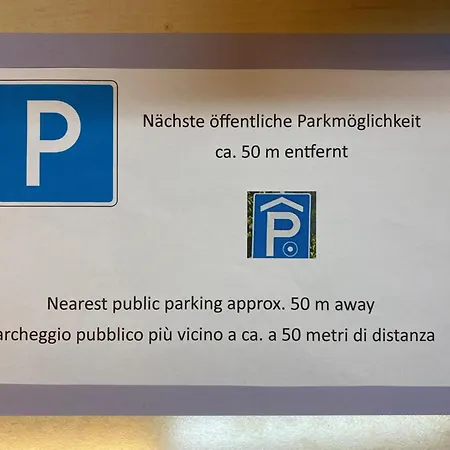 P
Nächste öffentliche Parkmöglichkeit
ca. 50 m entfernt
P
Nearest public parking approx. 50 m away
archeggio pubblico più vicino a ca. a 50 metri di distanza